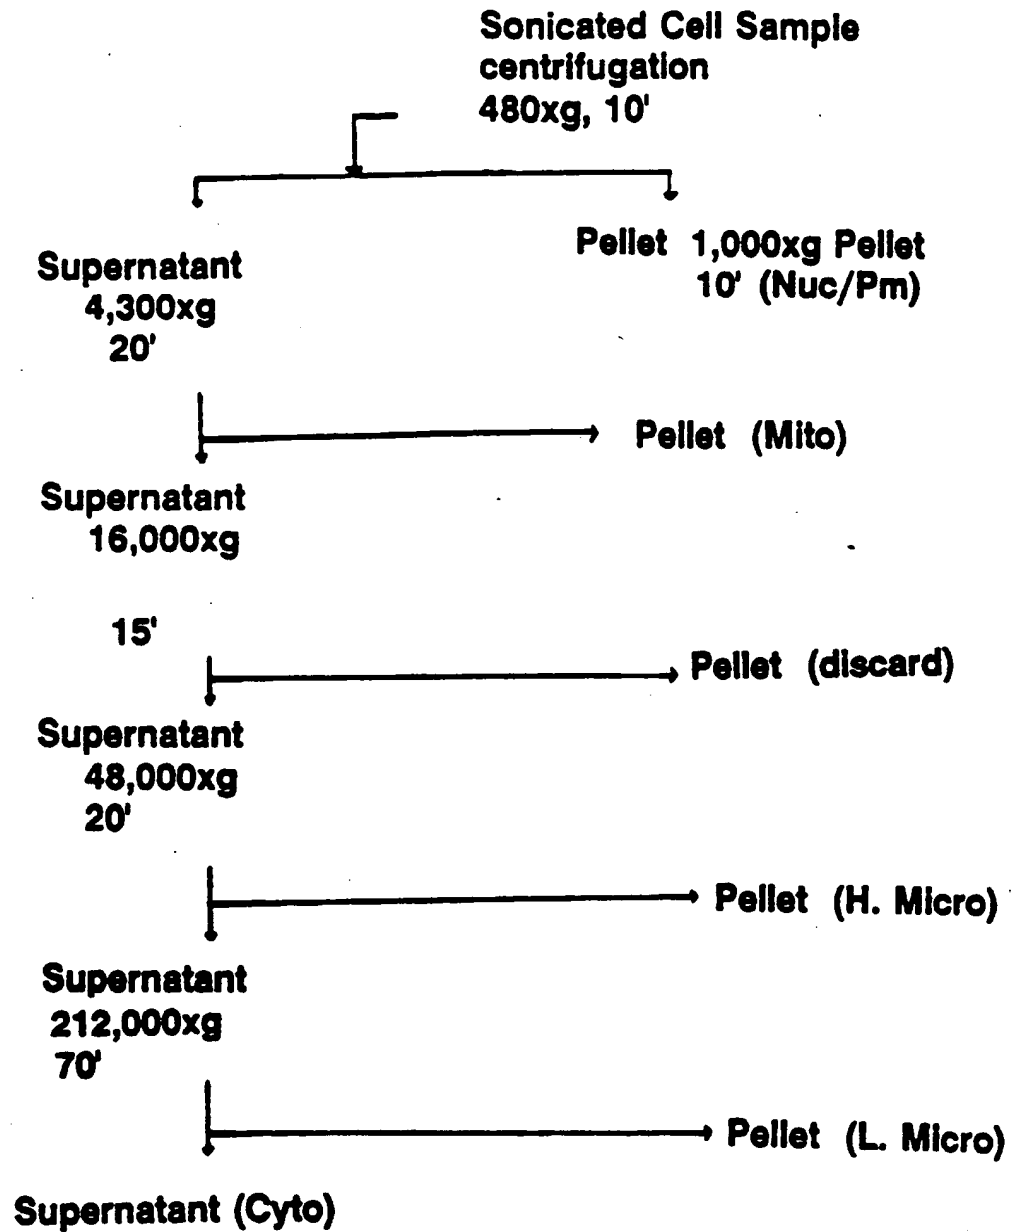 Sonicated Cell Sample
centrifugation
480xg, 10'
Supernatant
4,300xg
20'
Pellet 1,000xg Pellet
10' (Nuc/Pm)
Pellet (Mito)
Supernatant
16,000xg
15'
Pellet (discard)
Supernatant
48,000xg
20'
Pellet (H. Micro)
Supernatant
212,000xg
70'
Pellet (L. Micro)
Supernatant (Cyto)